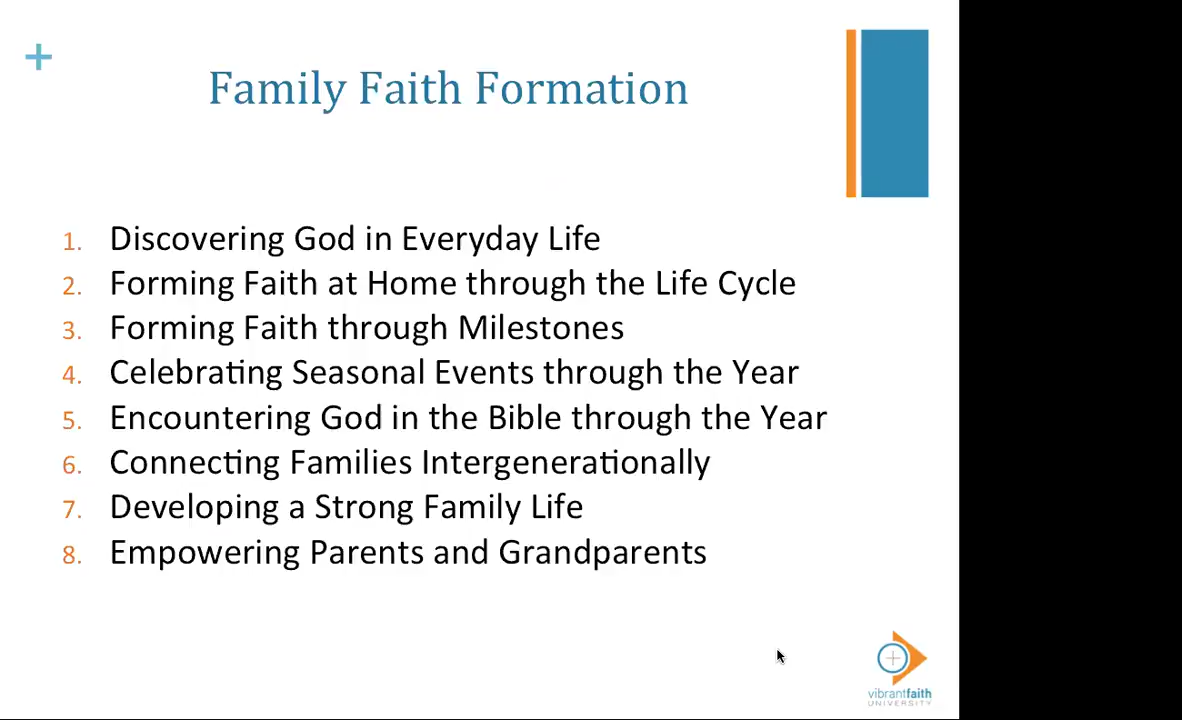 Family Faith Formation
1. Discovering God in Everyday Life
2. Forming Faith at Home through the Life Cycle
3. Forming Faith through Milestones
4. Celebrating Seasonal Events through the Year
5. Encountering God in the Bible through the Year
6. Connecting Families Intergenerationally
7. Developing a Strong Family Life
8. Empowering Parents and Grandparents
vibrantfaith
UNIVERSITY